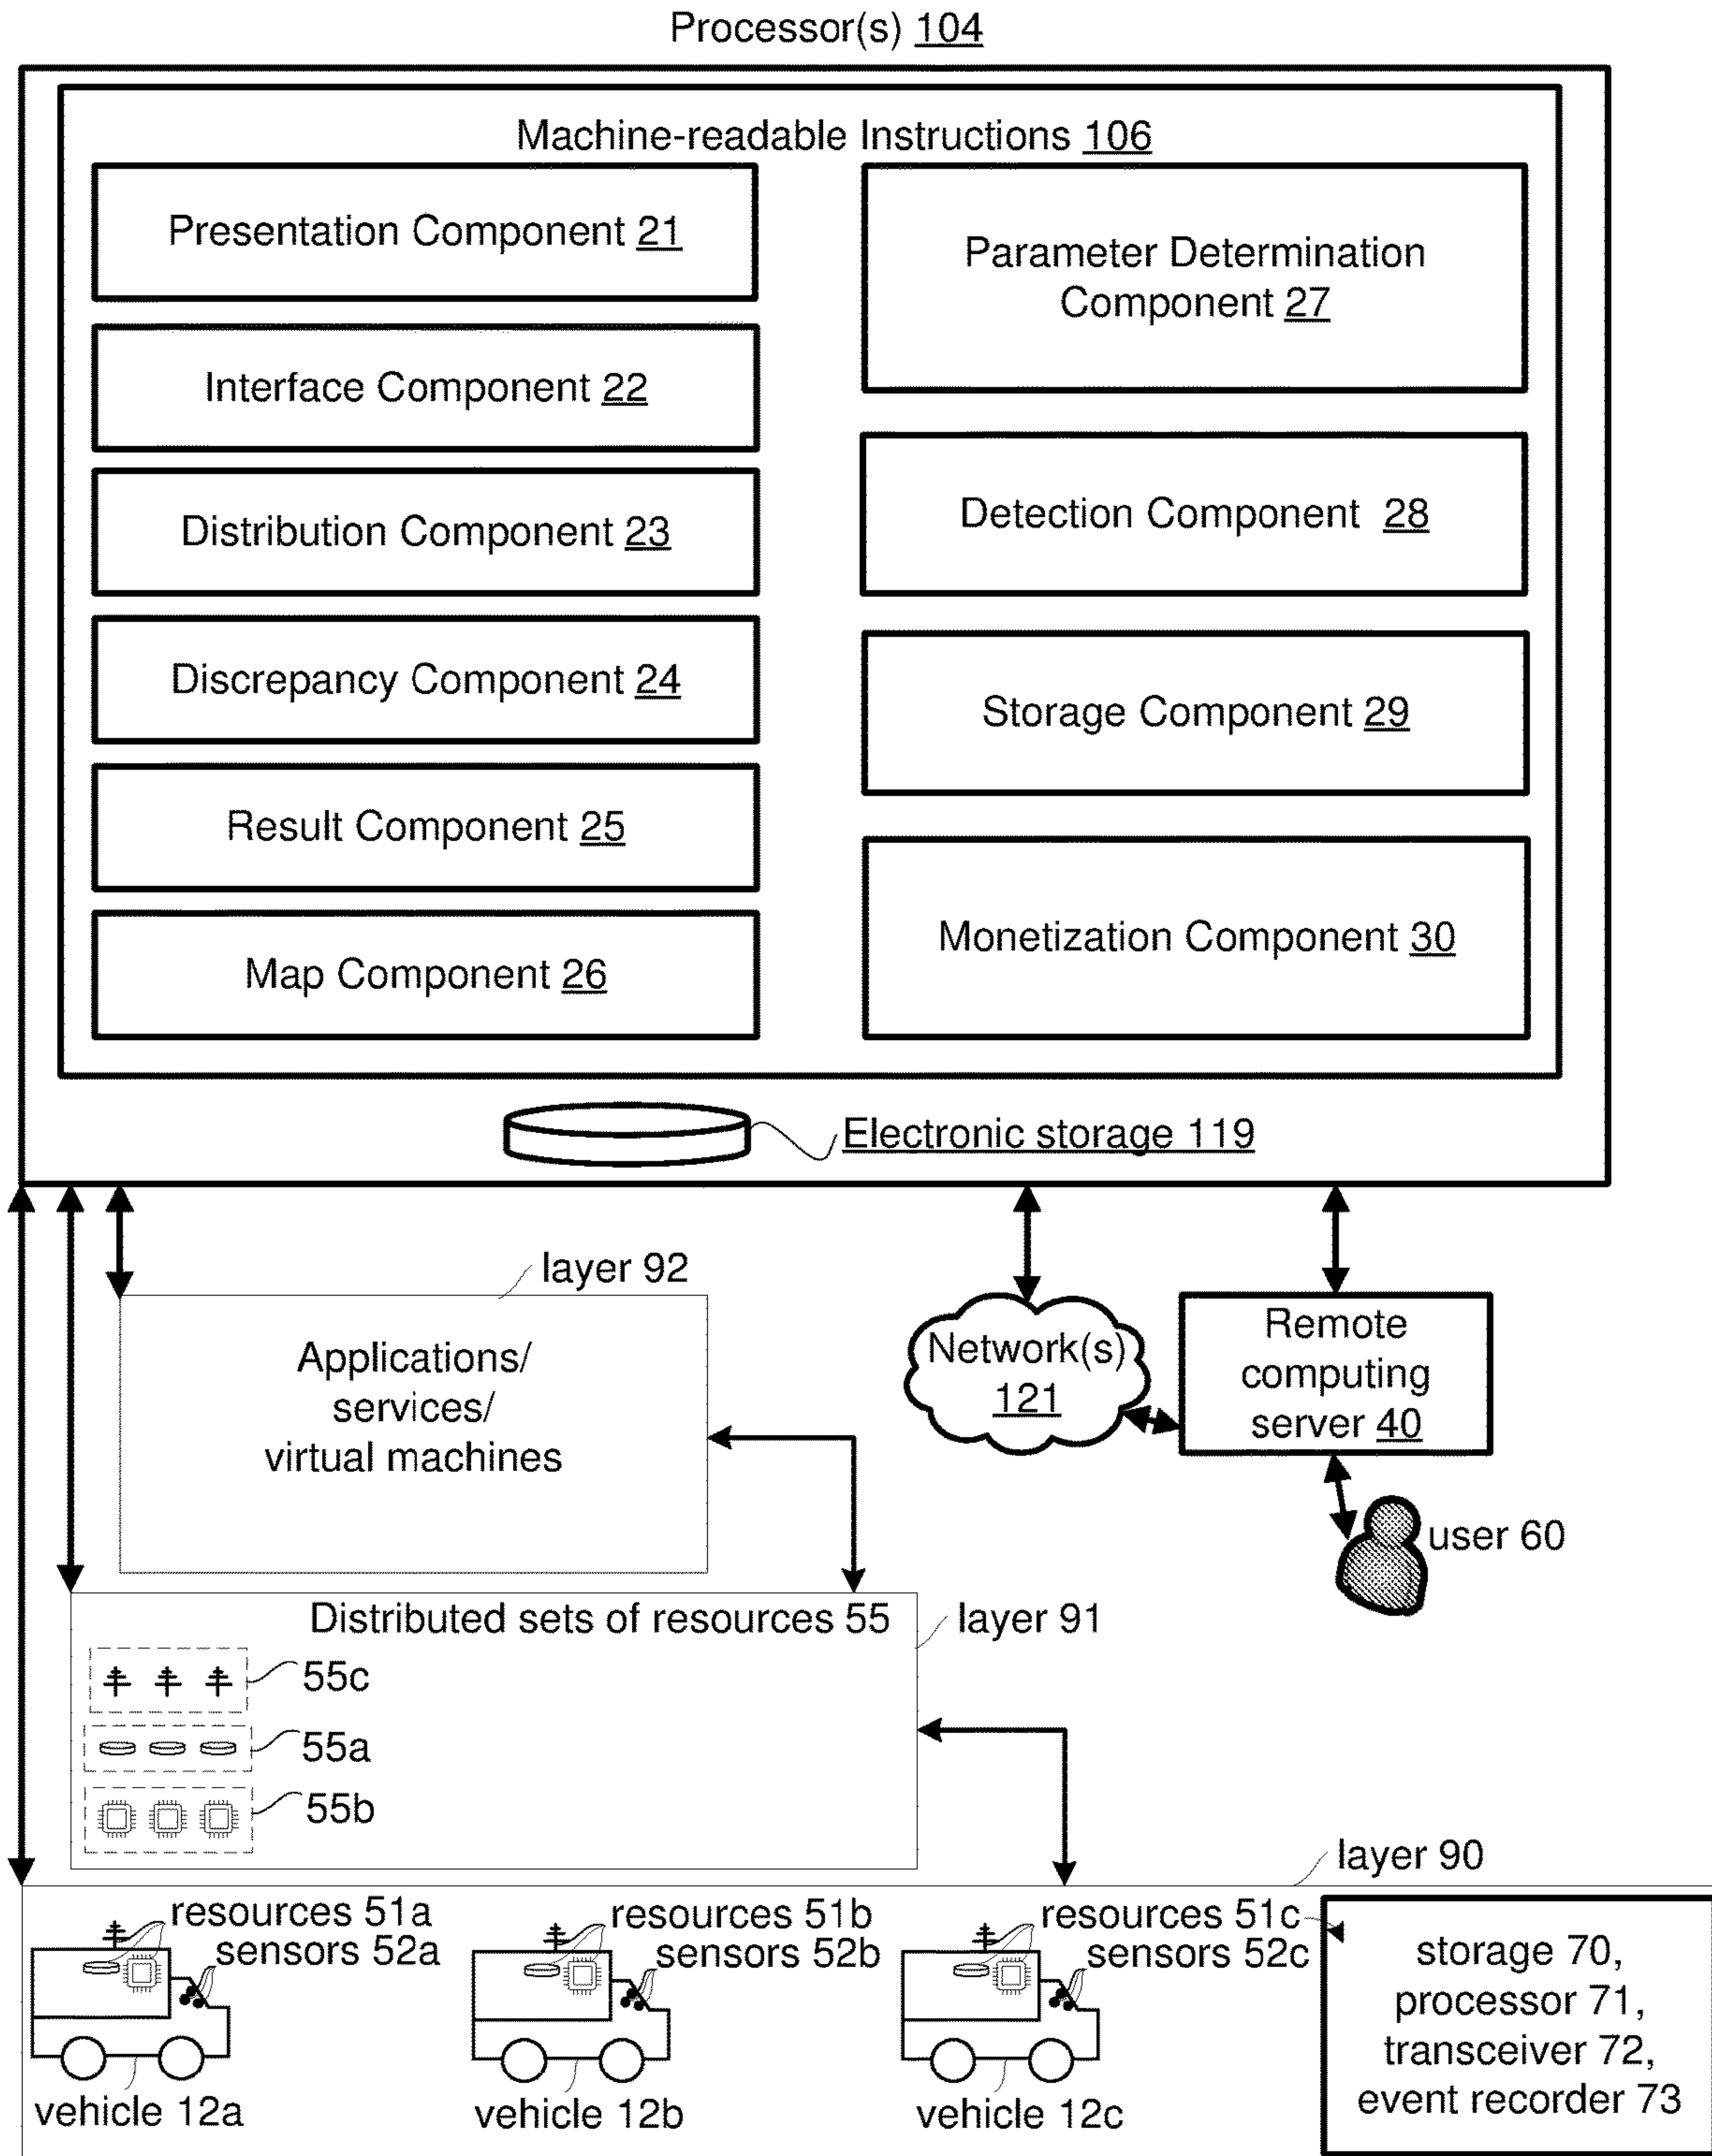 Processor(s) 104
Machine-readable Instructions 106
Presentation Component 21
Interface Component 22
Distribution Component 23
Discrepancy Component 24
Result Component 25
Map Component 26
Parameter Determination
Component 27
Detection Component 28
Storage Component 29
Monetization Component 30
Electronic storage 119
layer 92
Applications/
services/
virtual machines
Network(s)
121
Remote
computing
server 40
user 60
Distributed sets of resources 55
layer 91
55c
55a
55b
layer 90
resources 51a
sensors 52a
vehicle 12a
resources 51b
sensors 52b
vehicle 12b
resources 51c
sensors 52c
vehicle 12c
storage 70,
processor 71,
transceiver 72,
event recorder 73